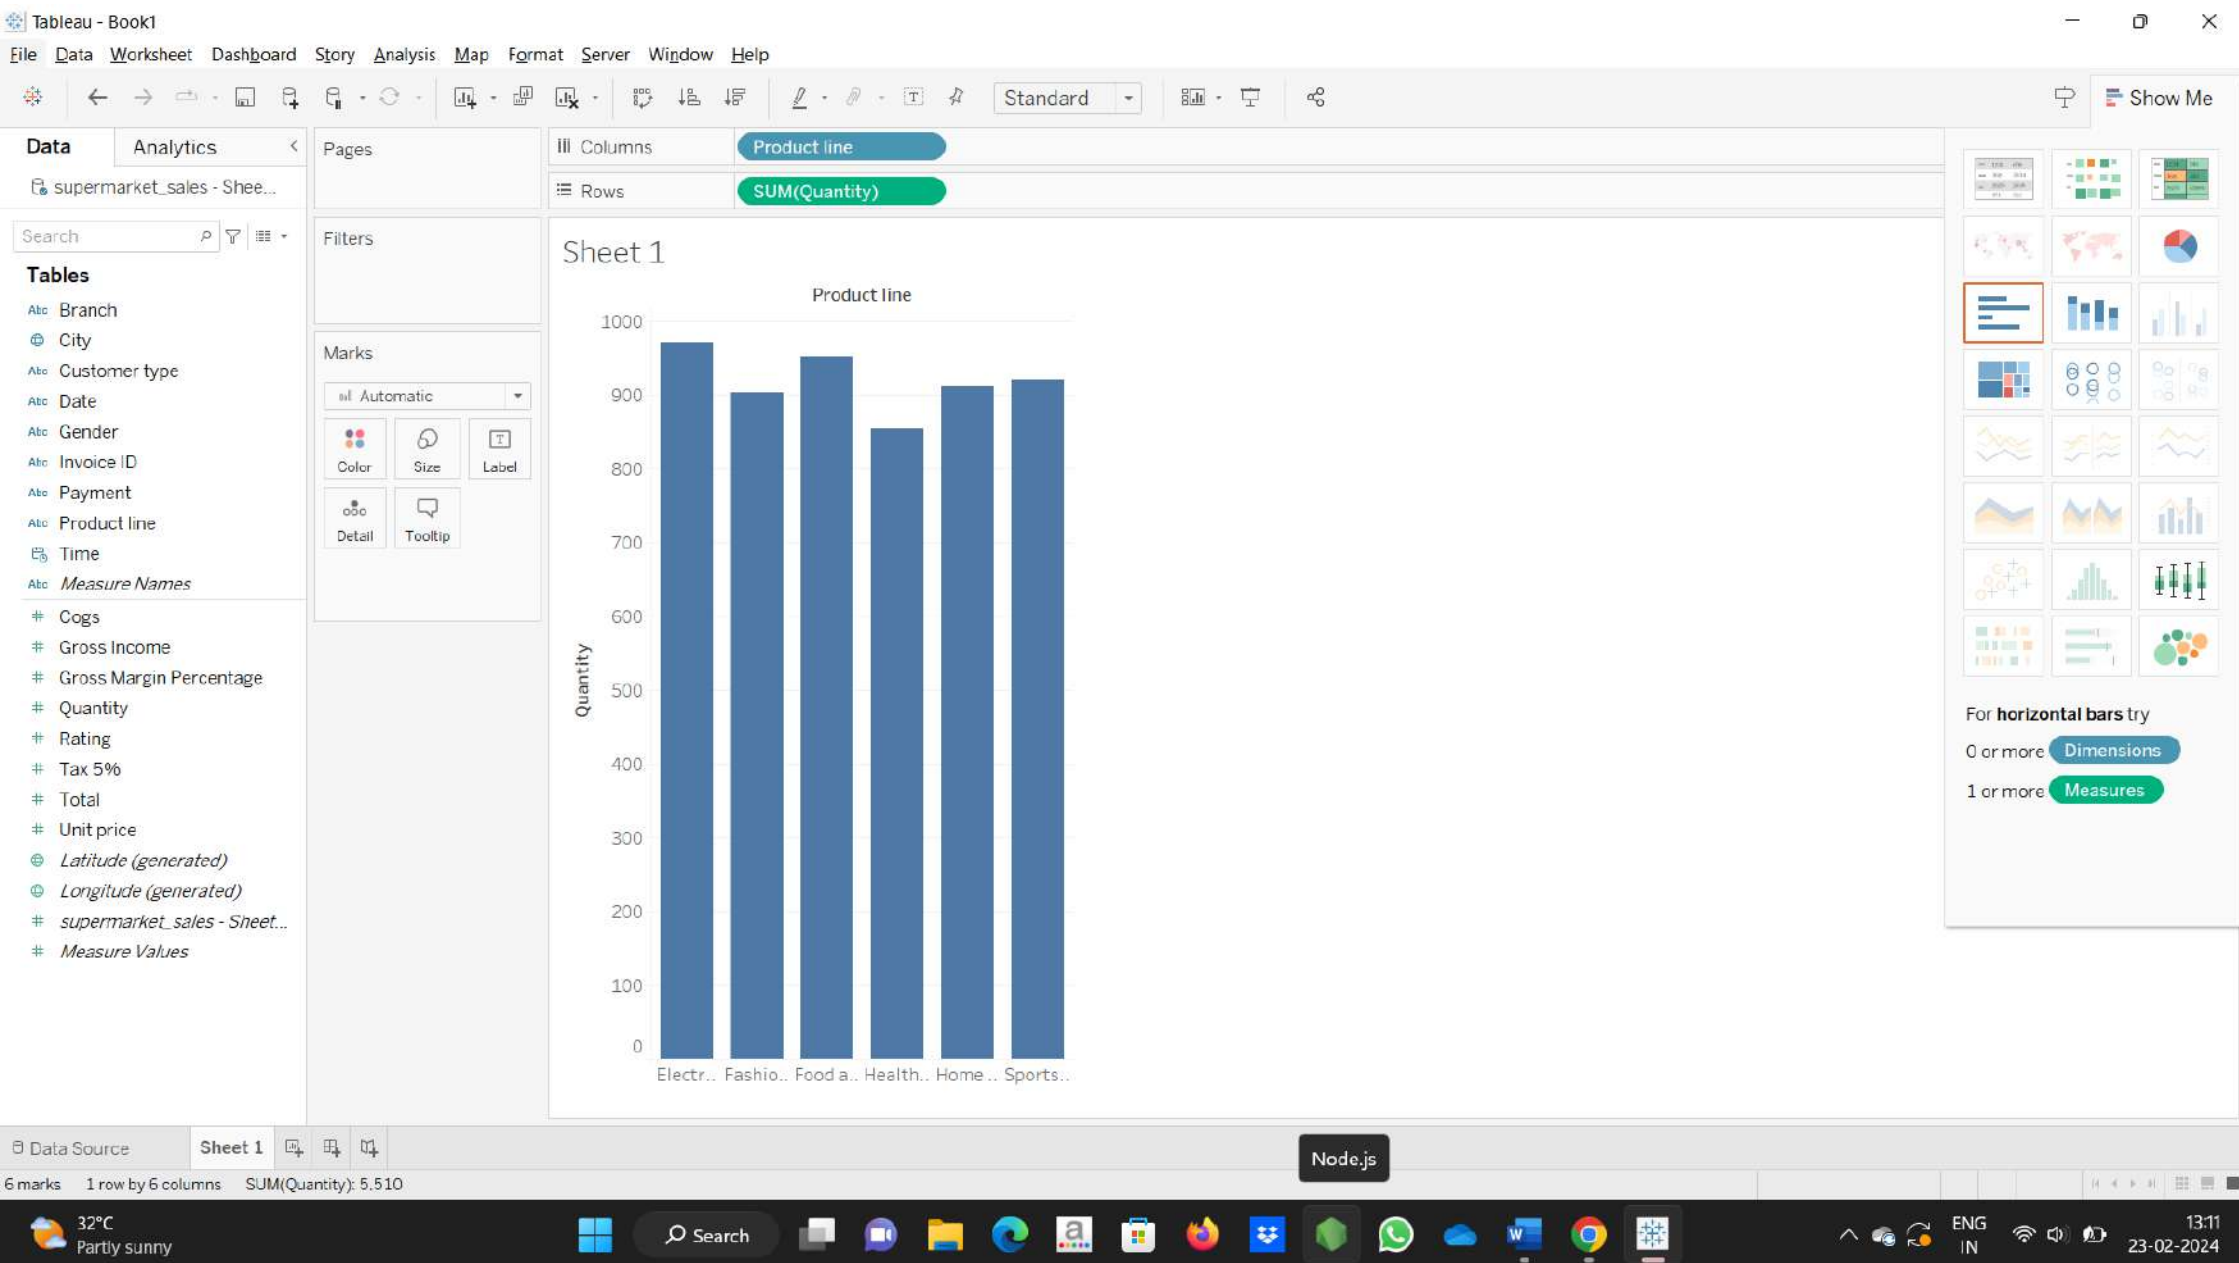 Tableau - Book1
File Data Worksheet Dashboard Story Analysis Map Format Server Window Help
Standard
Show Me
Data Analytics
supermarket_sales - Shee...
Search
Tables
Branch
City
Customer type
Date
Gender
Invoice ID
Payment
Product line
Time
Measure Names
Cogs
Gross Income
Gross Margin Percentage
Quantity
Rating
Tax 5%
Total
Unit price
Latitude (generated)
Longitude (generated)
supermarket_sales - Sheet...
Measure Values
Pages
Filters
Marks
Automatic
Color Size Label
Detail Tooltip
Columns Product line
Rows SUM(Quantity)
Sheet 1
Product line
1000
900
800
700
600
500
400
300
200
100
0
Quantity
Electr.. Fashio.. Food a.. Health.. Home .. Sports..
For horizontal bars try
0 or more Dimensions
1 or more Measures
Data Source Sheet 1
Node.js
6 marks 1 row by 6 columns SUM(Quantity): 5,510
32°C
Partly sunny
Search
ENG
IN
13:11
23-02-2024